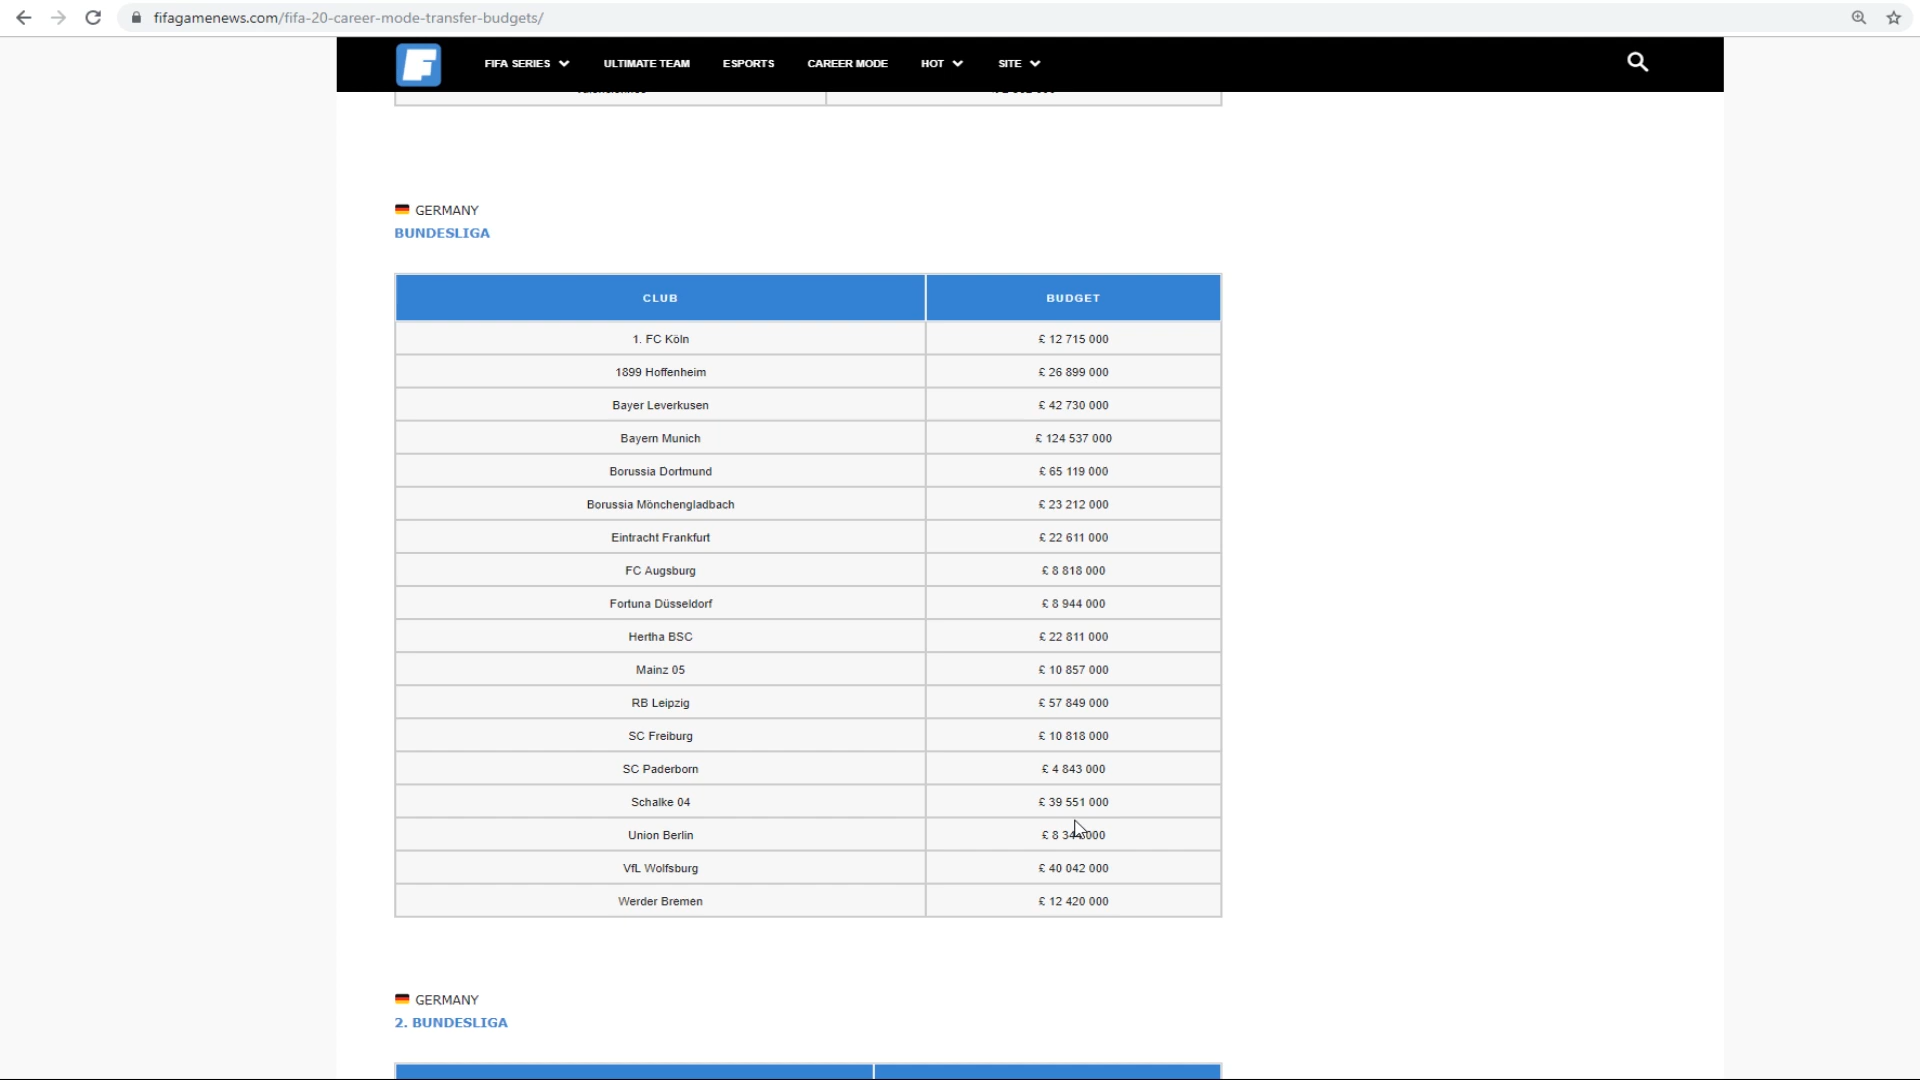 fifagamenews.com/fifa-20-career-mode-transfer-budgets/
FIFA SERIES ULTIMATE TEAM ESPORTS CAREER MODE HOT SITE
GERMANY
BUNDESLIGA
CLUB BUDGET
1. FC Köln £ 12 715 000
1899 Hoffenheim £ 26 899 000
Bayer Leverkusen £ 42 730 000
Bayern Munich £ 124 537 000
Borussia Dortmund £ 65 119 000
Borussia Mönchengladbach £ 23 212 000
Eintracht Frankfurt £ 22 611 000
FC Augsburg £ 8 818 000
Fortuna Düsseldorf £ 8 944 000
Hertha BSC £ 22 811 000
Mainz 05 £ 10 857 000
RB Leipzig £ 57 849 000
SC Freiburg £ 10 818 000
SC Paderborn £ 4 843 000
Schalke 04 £ 39 551 000
Union Berlin £ 8
VfL Wolfsburg £ 40 042 000
Werder Bremen £ 12 420 000
GERMANY
2. BUNDESLIGA